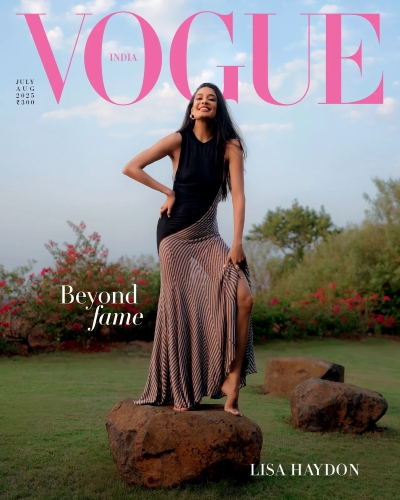 VOGUE
INDIA
JULY
AUG
2025
₹300
Beyond
fame
LISA HAYDON